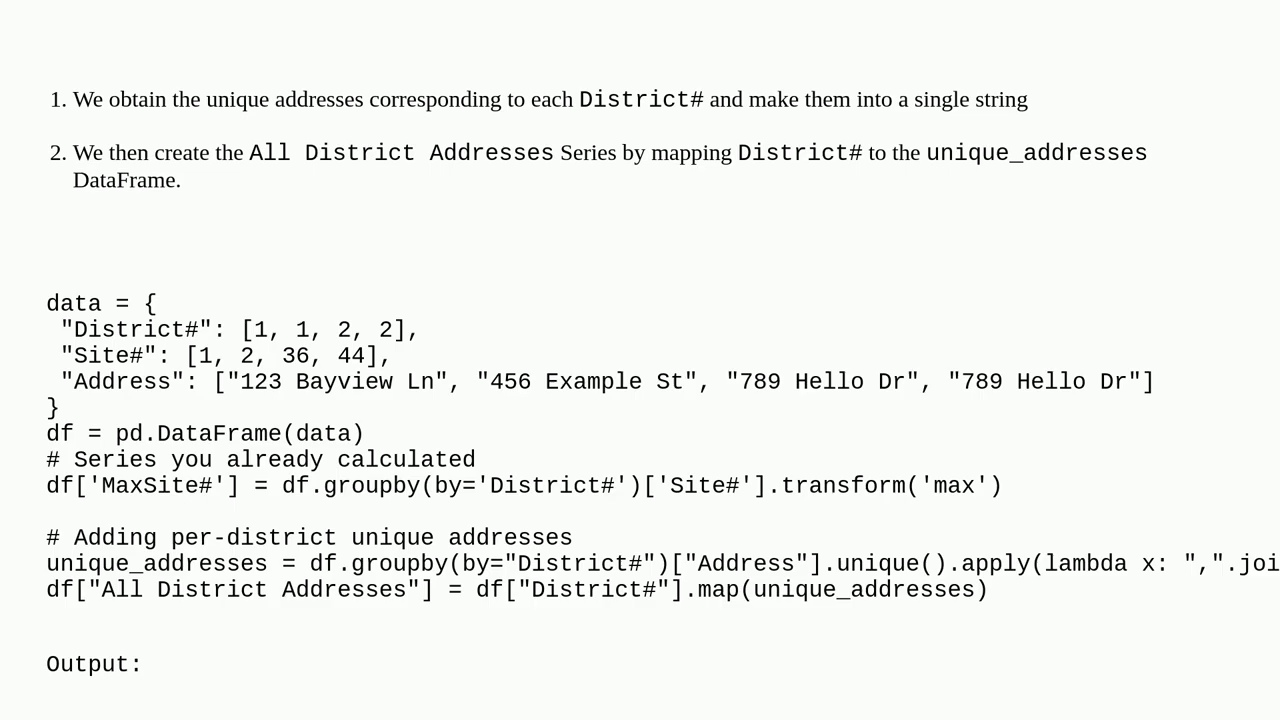 1. We obtain the unique addresses corresponding to each District# and make them into a single string
2. We then create the All District Addresses Series by mapping District# to the unique_addresses
DataFrame.
data = {
 "District#": [1, 1, 2, 2],
 "Site#": [1, 2, 36, 44],
 "Address": ["123 Bayview Ln", "456 Example St", "789 Hello Dr", "789 Hello Dr"]
}
df = pd.DataFrame(data)
# Series you already calculated
df['MaxSite#'] = df.groupby(by='District#')['Site#'].transform('max')
# Adding per-district unique addresses
unique_addresses = df.groupby(by="District#")["Address"].unique().apply(lambda x: ",".joi
df["All District Addresses"] = df["District#"].map(unique_addresses)
Output: